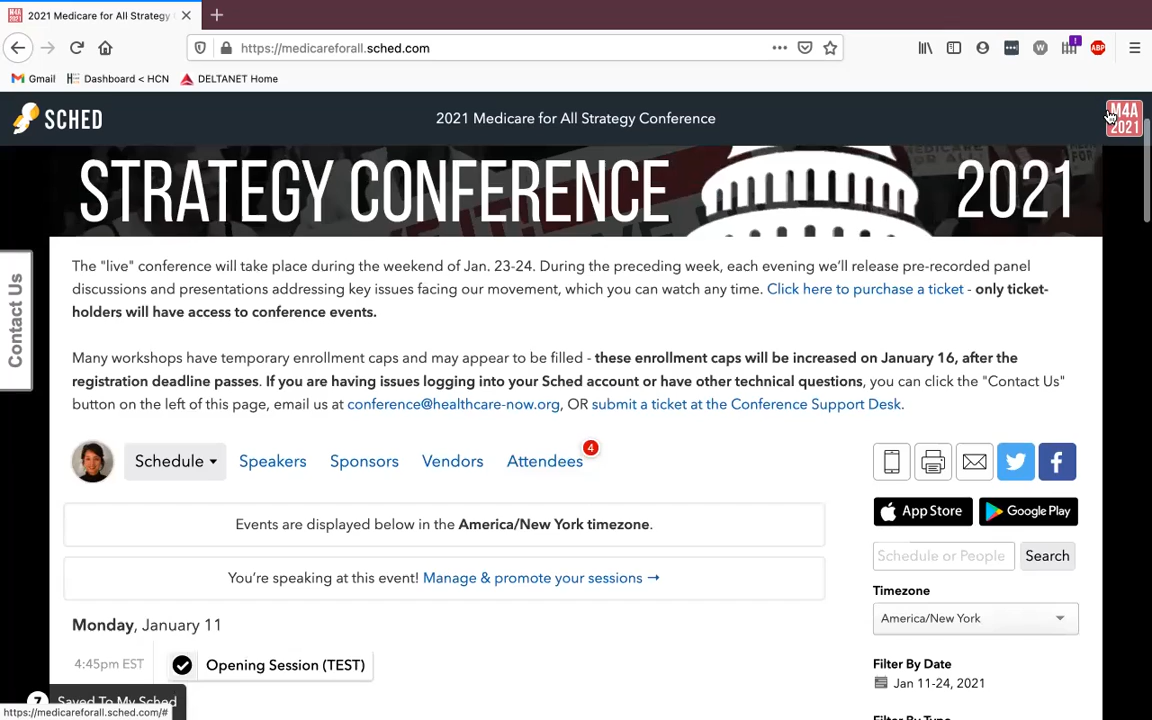 2021 Medicare for All Strategy
https://medicareforall.sched.com
Gmail
Dashboard < HCN
DELTANET Home
W
!
ABP
SCHED
2021 Medicare for All Strategy Conference
M4A
2021
STRATEGY CONFERENCE
2021
Contact Us
The "live" conference will take place during the weekend of Jan. 23-24. During the preceding week, each evening we'll release pre-recorded panel
discussions and presentations addressing key issues facing our movement, which you can watch any time. Click here to purchase a ticket - only ticket-
holders will have access to conference events.
Many workshops have temporary enrollment caps and may appear to be filled - these enrollment caps will be increased on January 16, after the
registration deadline passes. If you are having issues logging into your Sched account or have other technical questions, you can click the "Contact Us"
button on the left of this page, email us at conference@healthcare-now.org, OR submit a ticket at the Conference Support Desk.
Schedule
Speakers
Sponsors
Vendors
Attendees
4
App Store
Google Play
Events are displayed below in the America/New York timezone.
Schedule or People
Search
You're speaking at this event! Manage & promote your sessions →
Timezone
America/New York
Monday, January 11
4:45pm EST
Opening Session (TEST)
Filter By Date
Jan 11-24, 2021
7
Saved To My Sched
https://medicareforall.sched.com/#